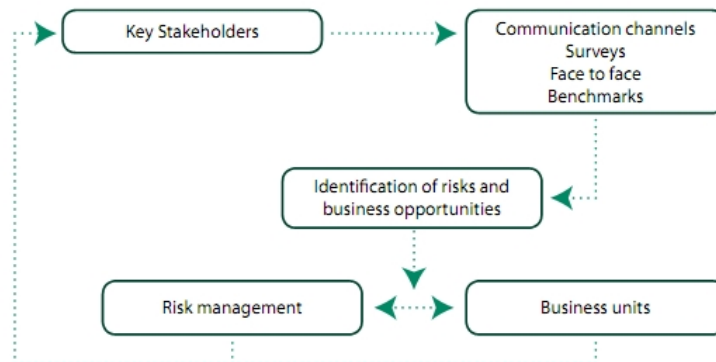 Key Stakeholders
Communication channels
Surveys
Face to face
Benchmarks
Identification of risks and
business opportunities
Risk management
Business units